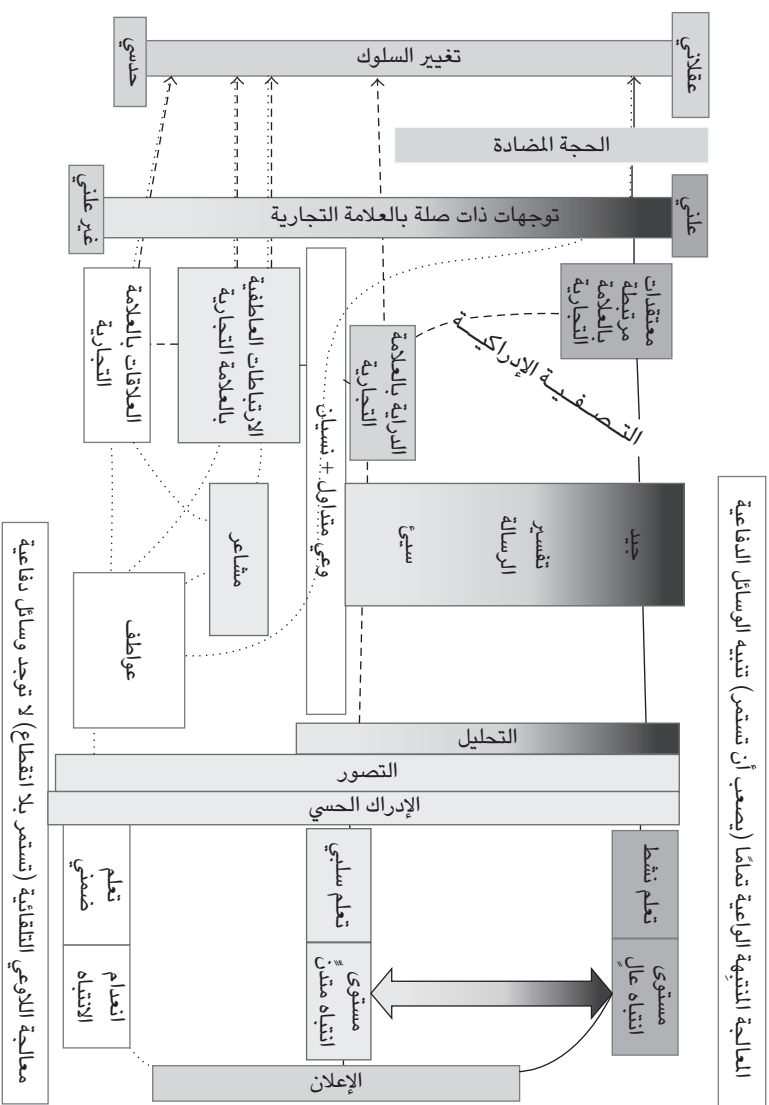 المعالجة المنتبِهة الواعية تمامًا (يصعب أن تستمر) تنبيه الوسائل الدفاعية
الإعلان
مستوى
انتباه عالٍ
تعلم نشط
مستوًى
انتباه متدنٍّ
تعلم سلبي
انعدام
الانتباه
تعلم
ضمني
الإدراك الحسي
التصور
التحليل
جيد
تفسير
الرسالة
سيئ
وعي متداول + نسيان
عواطف
مشاعر
التصفية الإدراكية
معتقدات
مرتبطة
بالعلامة
التجارية
الدراية بالعلامة
التجارية
الارتباطات العاطفية
بالعلامة التجارية
العلاقات بالعلامة
التجارية
علني
توجهات ذات صلة بالعلامة التجارية
غير علني
الحجة المضادة
عقلاني
تغيير السلوك
حدسي
معالجة اللاوعي التلقائية (تستمر بلا انقطاع) لا توجد وسائل دفاعية